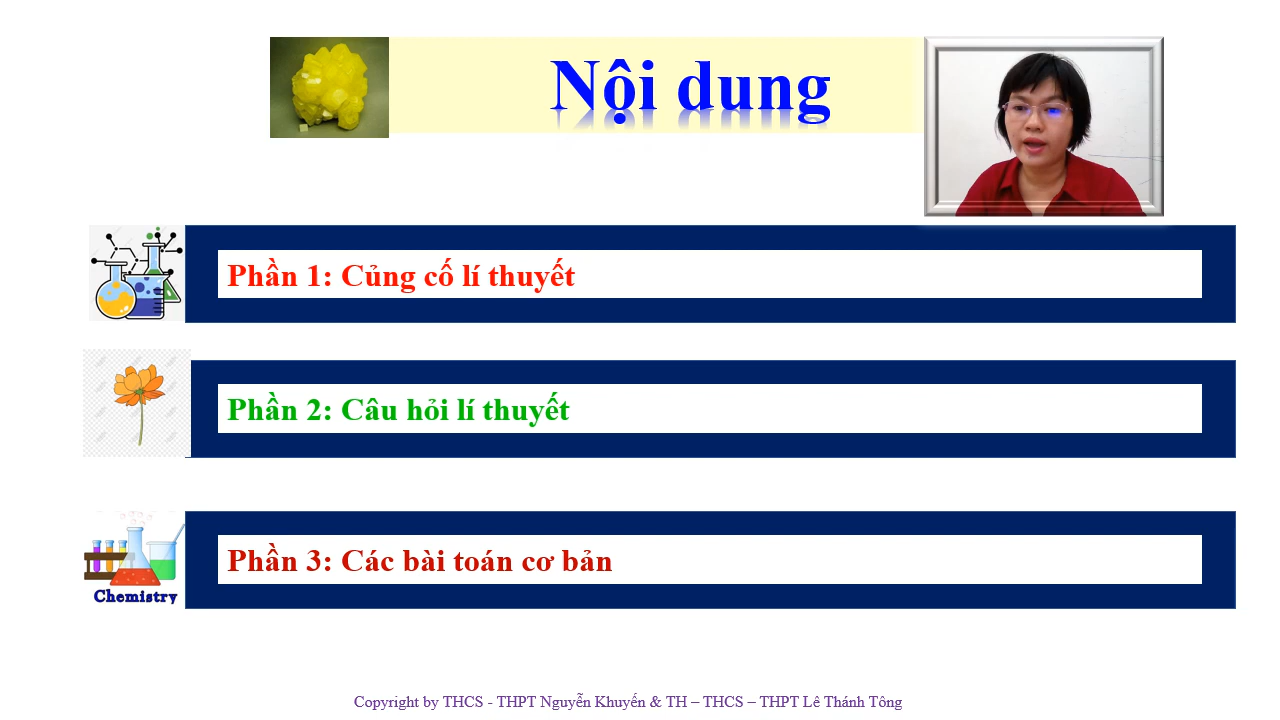 Nội dung
Phần 1: Củng cố lí thuyết
Phần 2: Câu hỏi lí thuyết
Phần 3: Các bài toán cơ bản
Chemistry
Copyright by THCS - THPT Nguyễn Khuyến & TH – THCS – THPT Lê Thánh Tông